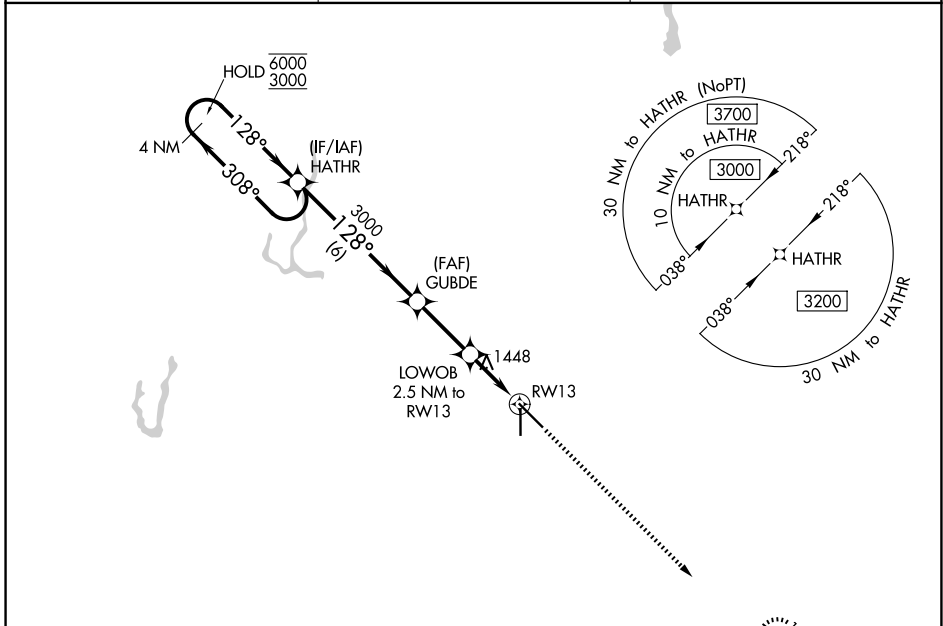 HOLD 6000
3000
128°
4 NM
308°
(IF/IAF)
HATHR
3000
128°
(6)
(FAF)
GUBDE
1448
LOWOB
2.5 NM to
RW13
RW13
30 NM to HATHR (NoPT)
3700
10 NM to HATHR
3000
218°
HATHR
038°
218°
HATHR
038°
3200
30 NM to HATHR